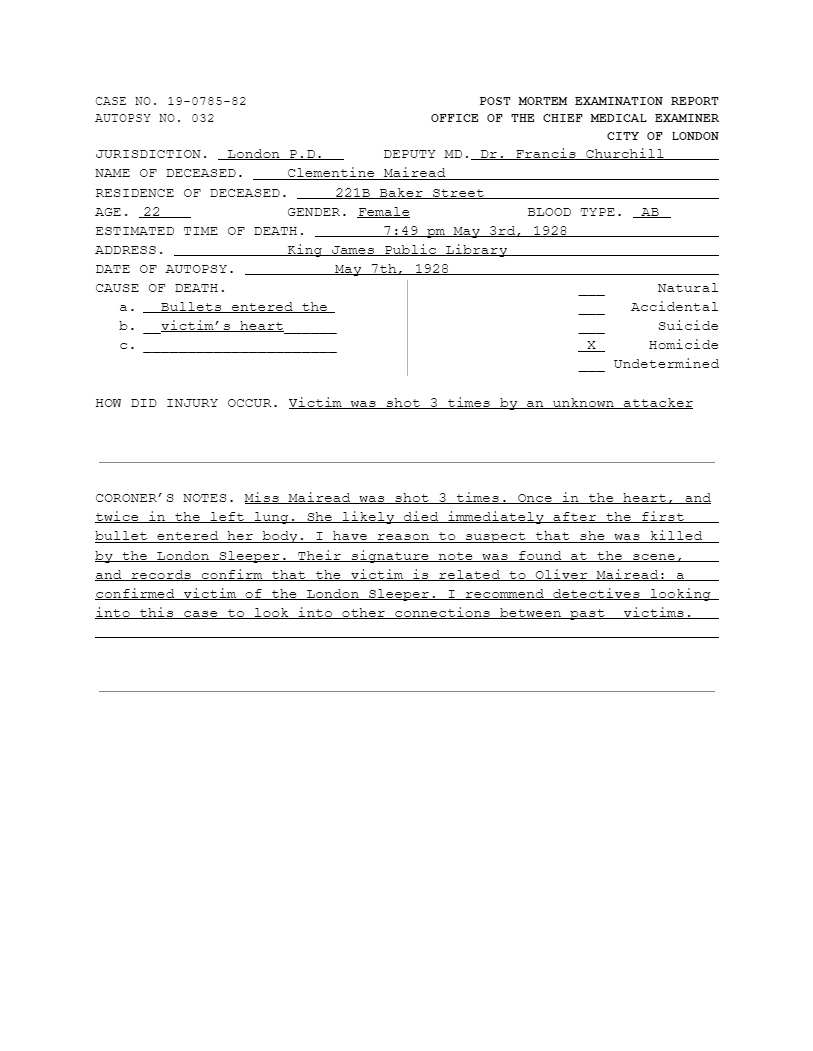 CASE NO. 19-0785-82 POST MORTEM EXAMINATION REPORT
AUTOPSY NO. 032 OFFICE OF THE CHIEF MEDICAL EXAMINER
CITY OF LONDON
JURISDICTION. London P.D. DEPUTY MD. Dr. Francis Churchill
NAME OF DECEASED. Clementine Mairead
RESIDENCE OF DECEASED. 221B Baker Street
AGE. 22 GENDER. Female BLOOD TYPE. AB
ESTIMATED TIME OF DEATH. 7:49 pm May 3rd, 1928
ADDRESS. King James Public Library
DATE OF AUTOPSY. May 7th, 1928
CAUSE OF DEATH. ___ Natural
a. Bullets entered the ___ Accidental
b. __victim’s heart______ ___ Suicide
c. ______________________ X Homicide
___ Undetermined
HOW DID INJURY OCCUR. Victim was shot 3 times by an unknown attacker
CORONER’S NOTES. Miss Mairead was shot 3 times. Once in the heart, and
twice in the left lung. She likely died immediately after the first
bullet entered her body. I have reason to suspect that she was killed
by the London Sleeper. Their signature note was found at the scene,
and records confirm that the victim is related to Oliver Mairead: a
confirmed victim of the London Sleeper. I recommend detectives looking
into this case to look into other connections between past victims.